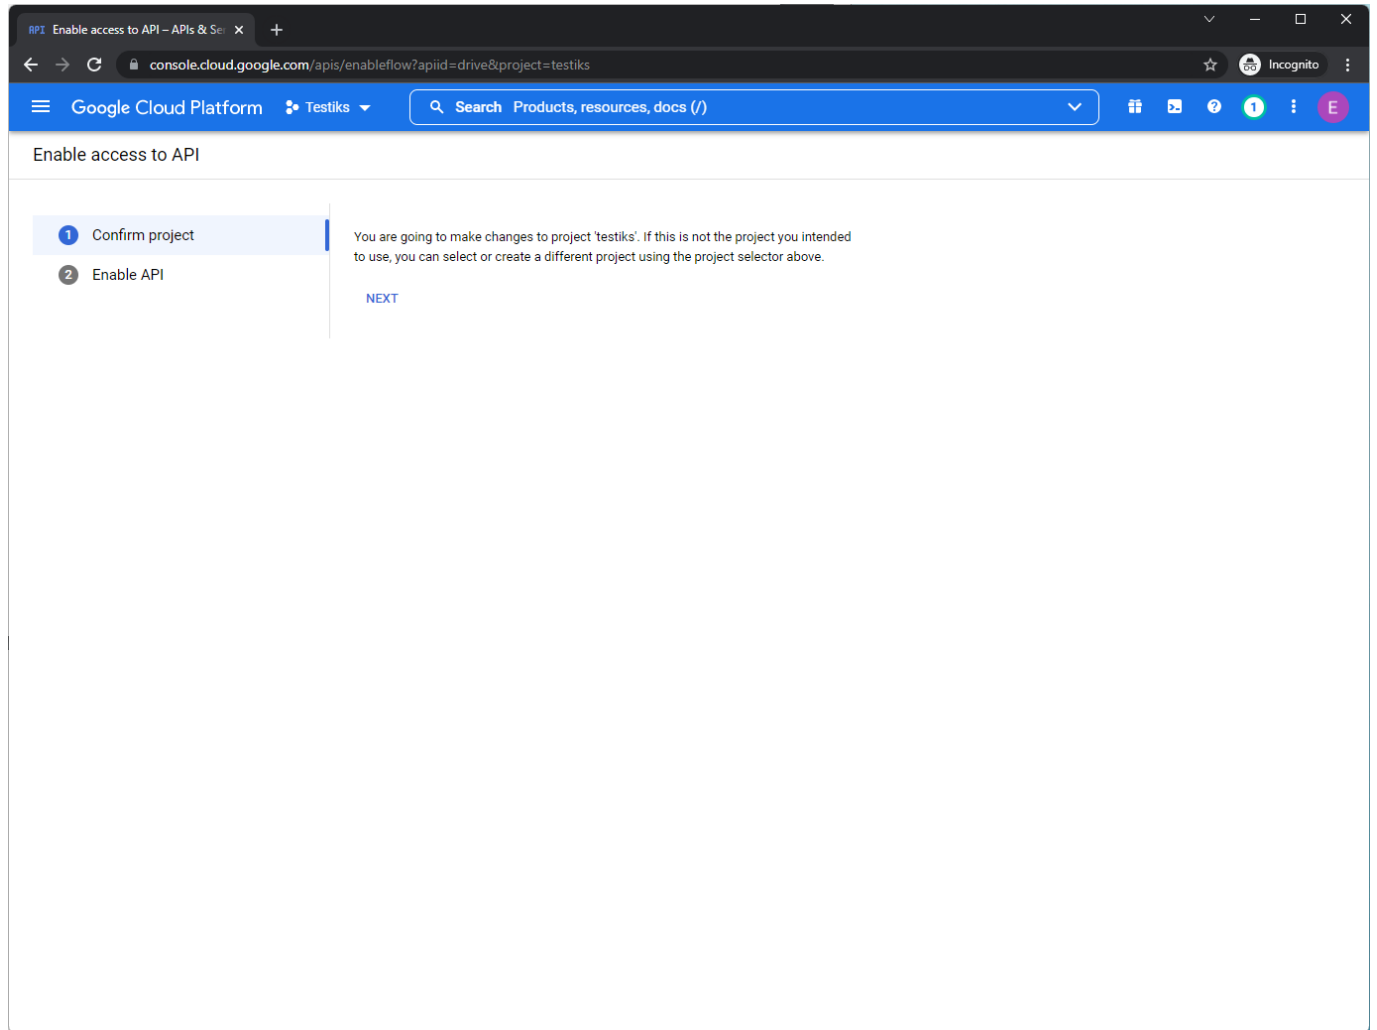 API Enable access to API – APIs & Se
console.cloud.google.com/apis/enableflow?apiid=drive&project=testiks
Incognito
Google Cloud Platform
Testiks
Search Products, resources, docs (/)
1
E
Enable access to API
1 Confirm project
2 Enable API
You are going to make changes to project 'testiks'. If this is not the project you intended
to use, you can select or create a different project using the project selector above.
NEXT